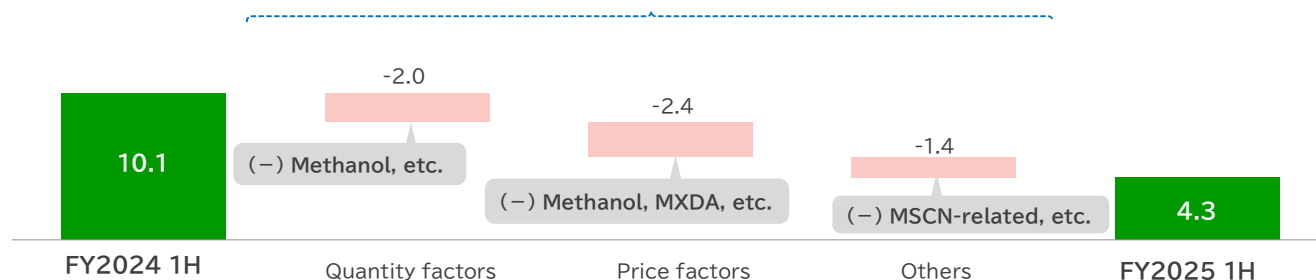 -2.0
-2.4
-1.4
10.1
(－) Methanol, etc.
(－) Methanol, MXDA, etc.
(－) MSCN-related, etc.
4.3
FY2024 1H
Quantity factors
Price factors
Others
FY2025 1H